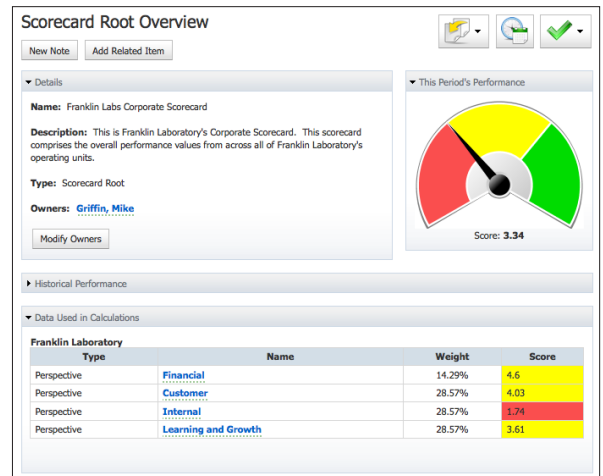 Scorecard Root Overview
New Note
Add Related Item
Details
Name: Franklin Labs Corporate Scorecard
Description: This is Franklin Laboratory's Corporate Scorecard. This scorecard
comprises the overall performance values from across all of Franklin Laboratory's
operating units.
Type: Scorecard Root
Owners: Griffin, Mike
Modify Owners
This Period's Performance
Score: 3.34
Historical Performance
Data Used in Calculations
Franklin Laboratory
Type Name Weight Score
Perspective Financial 14.29% 4.6
Perspective Customer 28.57% 4.03
Perspective Internal 28.57% 1.74
Perspective Learning and Growth 28.57% 3.61